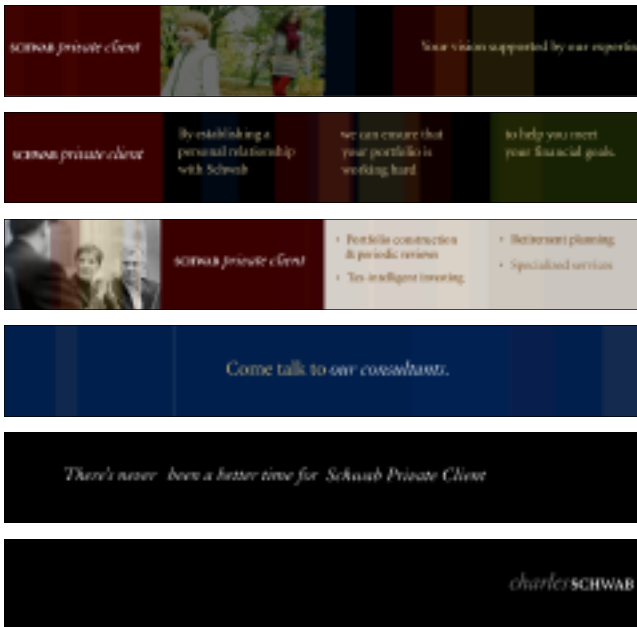 SCHWAB private client
Your vision supported by our expertis
SCHWAB private client
By establishing a
personal relationship
with Schwab
we can ensure that
your portfolio is
working hard
to help you meet
your financial goals.
SCHWAB private client
• Portfolio construction
& periodic reviews
• Tax-intelligent investing
• Retirement planning
• Specialized services
Come talk to our consultants.
There's never been a better time for Schwab Private Client
charles SCHWAB